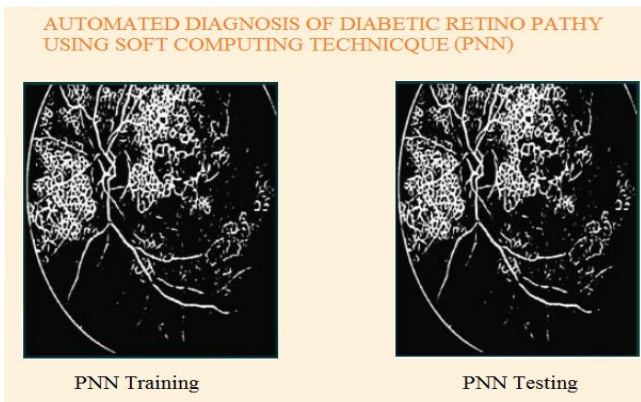 AUTOMATED DIAGNOSIS OF DIABETIC RETINO PATHY
USING SOFT COMPUTING TECHNICQUE (PNN)
PNN Training
PNN Testing